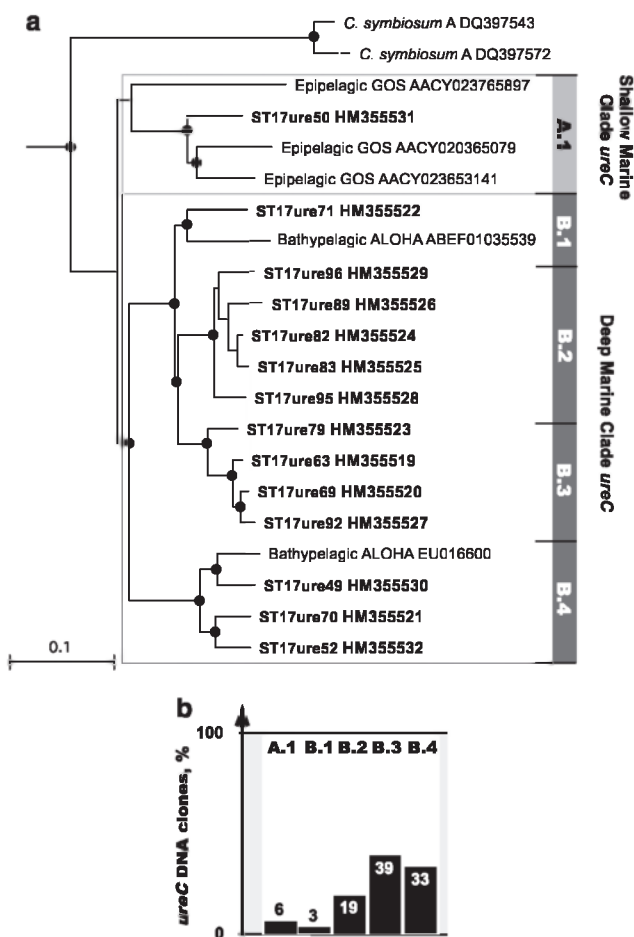 a
C. symbiosum A DQ397543
C. symbiosum A DQ397572
Epipelagic GOS AACY023765897
ST17ure50 HM355531
Epipelagic GOS AACY020365079
Epipelagic GOS AACY023653141
A.1
Shallow Marine
Clade ureC
ST17ure71 HM355522
Bathypelagic ALOHA ABEF01035539
B.1
ST17ure96 HM355529
ST17ure89 HM355526
ST17ure82 HM355524
ST17ure83 HM355525
ST17ure95 HM355528
B.2
ST17ure79 HM355523
ST17ure63 HM355519
ST17ure69 HM355520
ST17ure92 HM355527
B.3
Bathypelagic ALOHA EU016600
ST17ure49 HM355530
ST17ure70 HM355521
ST17ure52 HM355532
B.4
Deep Marine Clade ureC
0.1
b
100
A.1 B.1 B.2 B.3 B.4
ureC DNA clones, %
6 3 19 39 33
0